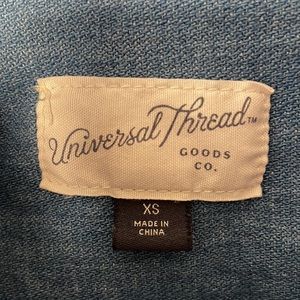 Universal Thread™
GOODS
CO.
XS
MADE IN
CHINA